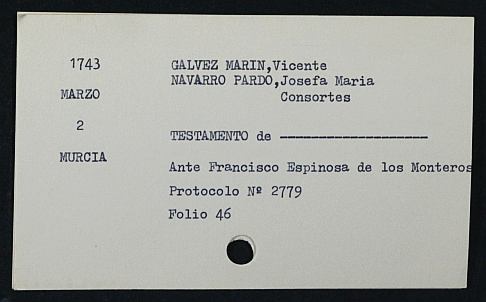 1743
GALVEZ MARIN,Vicente
NAVARRO PARDO,Josefa Maria
MARZO
Consortes
2
TESTAMENTO de -------------------
MURCIA
Ante Francisco Espinosa de los Monteros
Protocolo Nº 2779
Folio 46